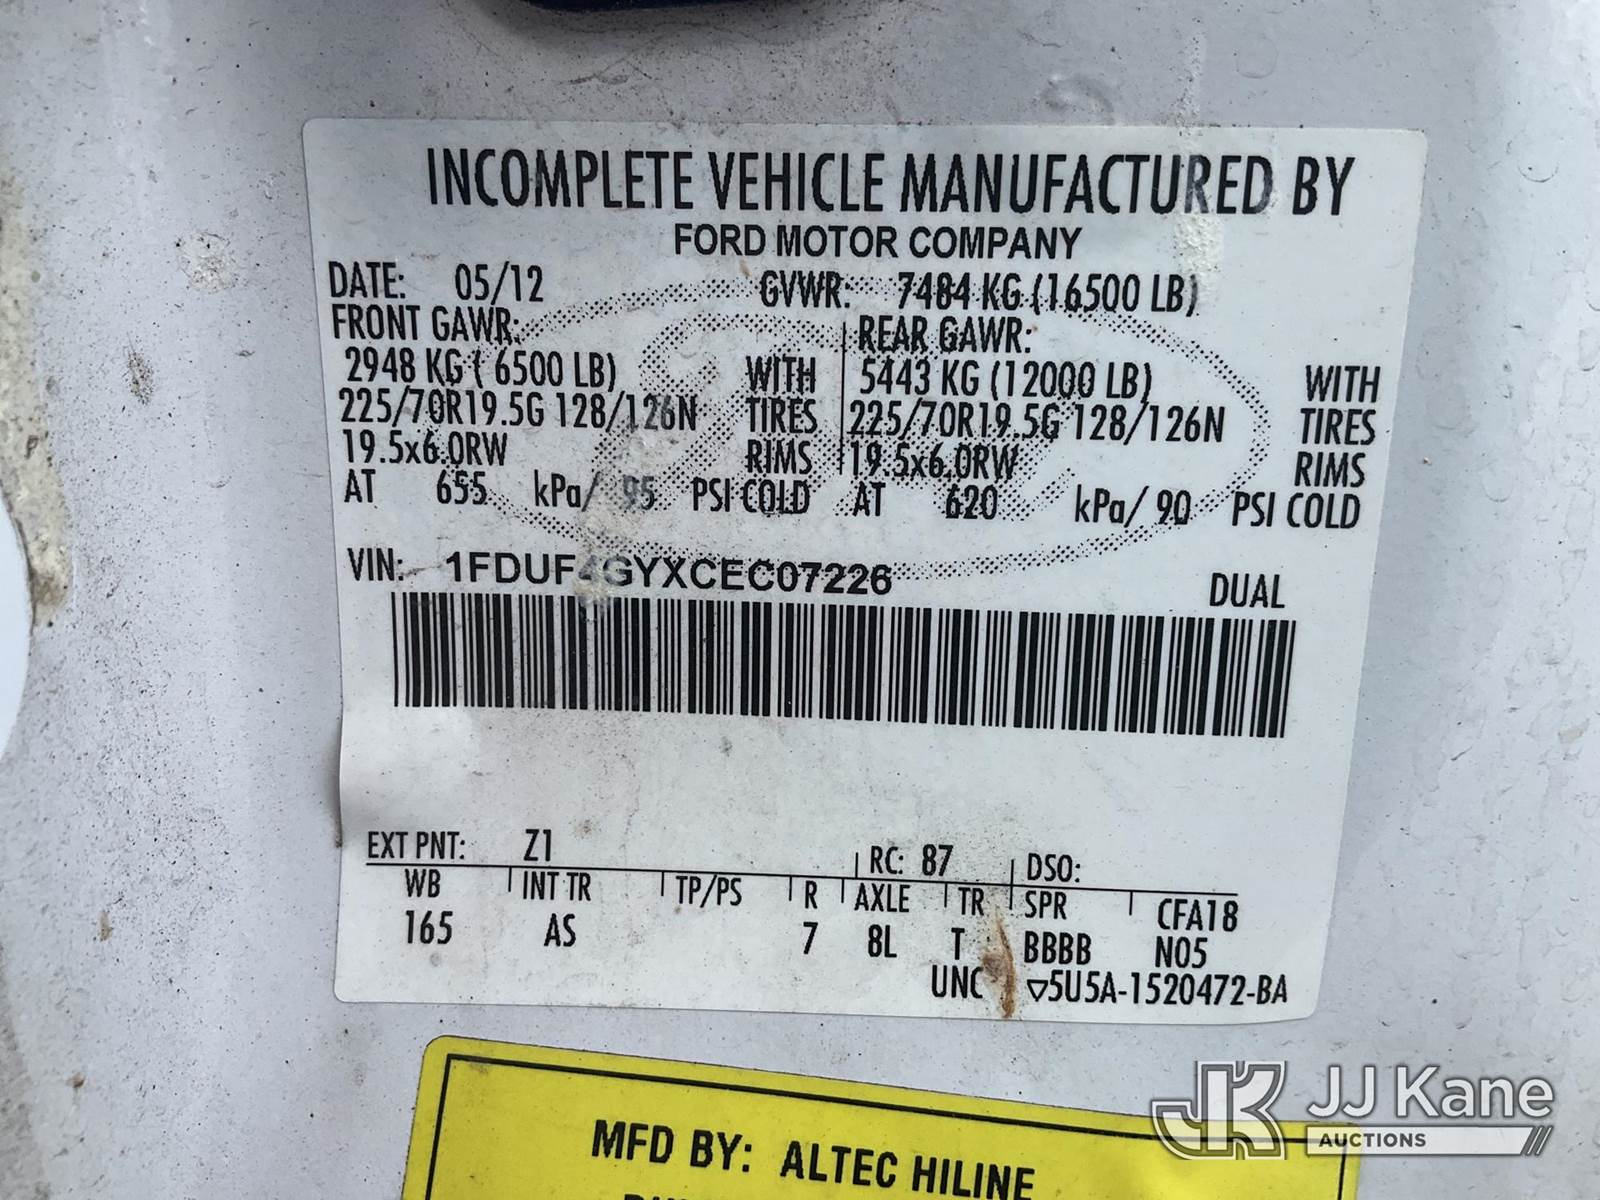 INCOMPLETE VEHICLE MANUFACTURED BY
FORD MOTOR COMPANY
DATE: 05/12 GVWR: 7484 KG (16500 LB)
FRONT GAWR: REAR GAWR:
2948 KG ( 6500 LB) WITH 5443 KG (12000 LB) WITH
225/70R19.5G 128/126N TIRES 225/70R19.5G 128/126N TIRES
19.5x6.0RW RIMS 19.5x6.0RW RIMS
AT 655 kPa/ 95 PSI COLD AT 620 kPa/ 90 PSI COLD
VIN: 1FDUF4GYXCEC07226 DUAL
EXT PNT: Z1 RC: 87 DSO:
WB INT TR TP/PS R AXLE TR SPR CFA18
165 AS 7 8L T BBBB N05
UNC ▽5U5A-1520472-BA
MFD BY: ALTEC HILINE
JK JJ Kane
AUCTIONS